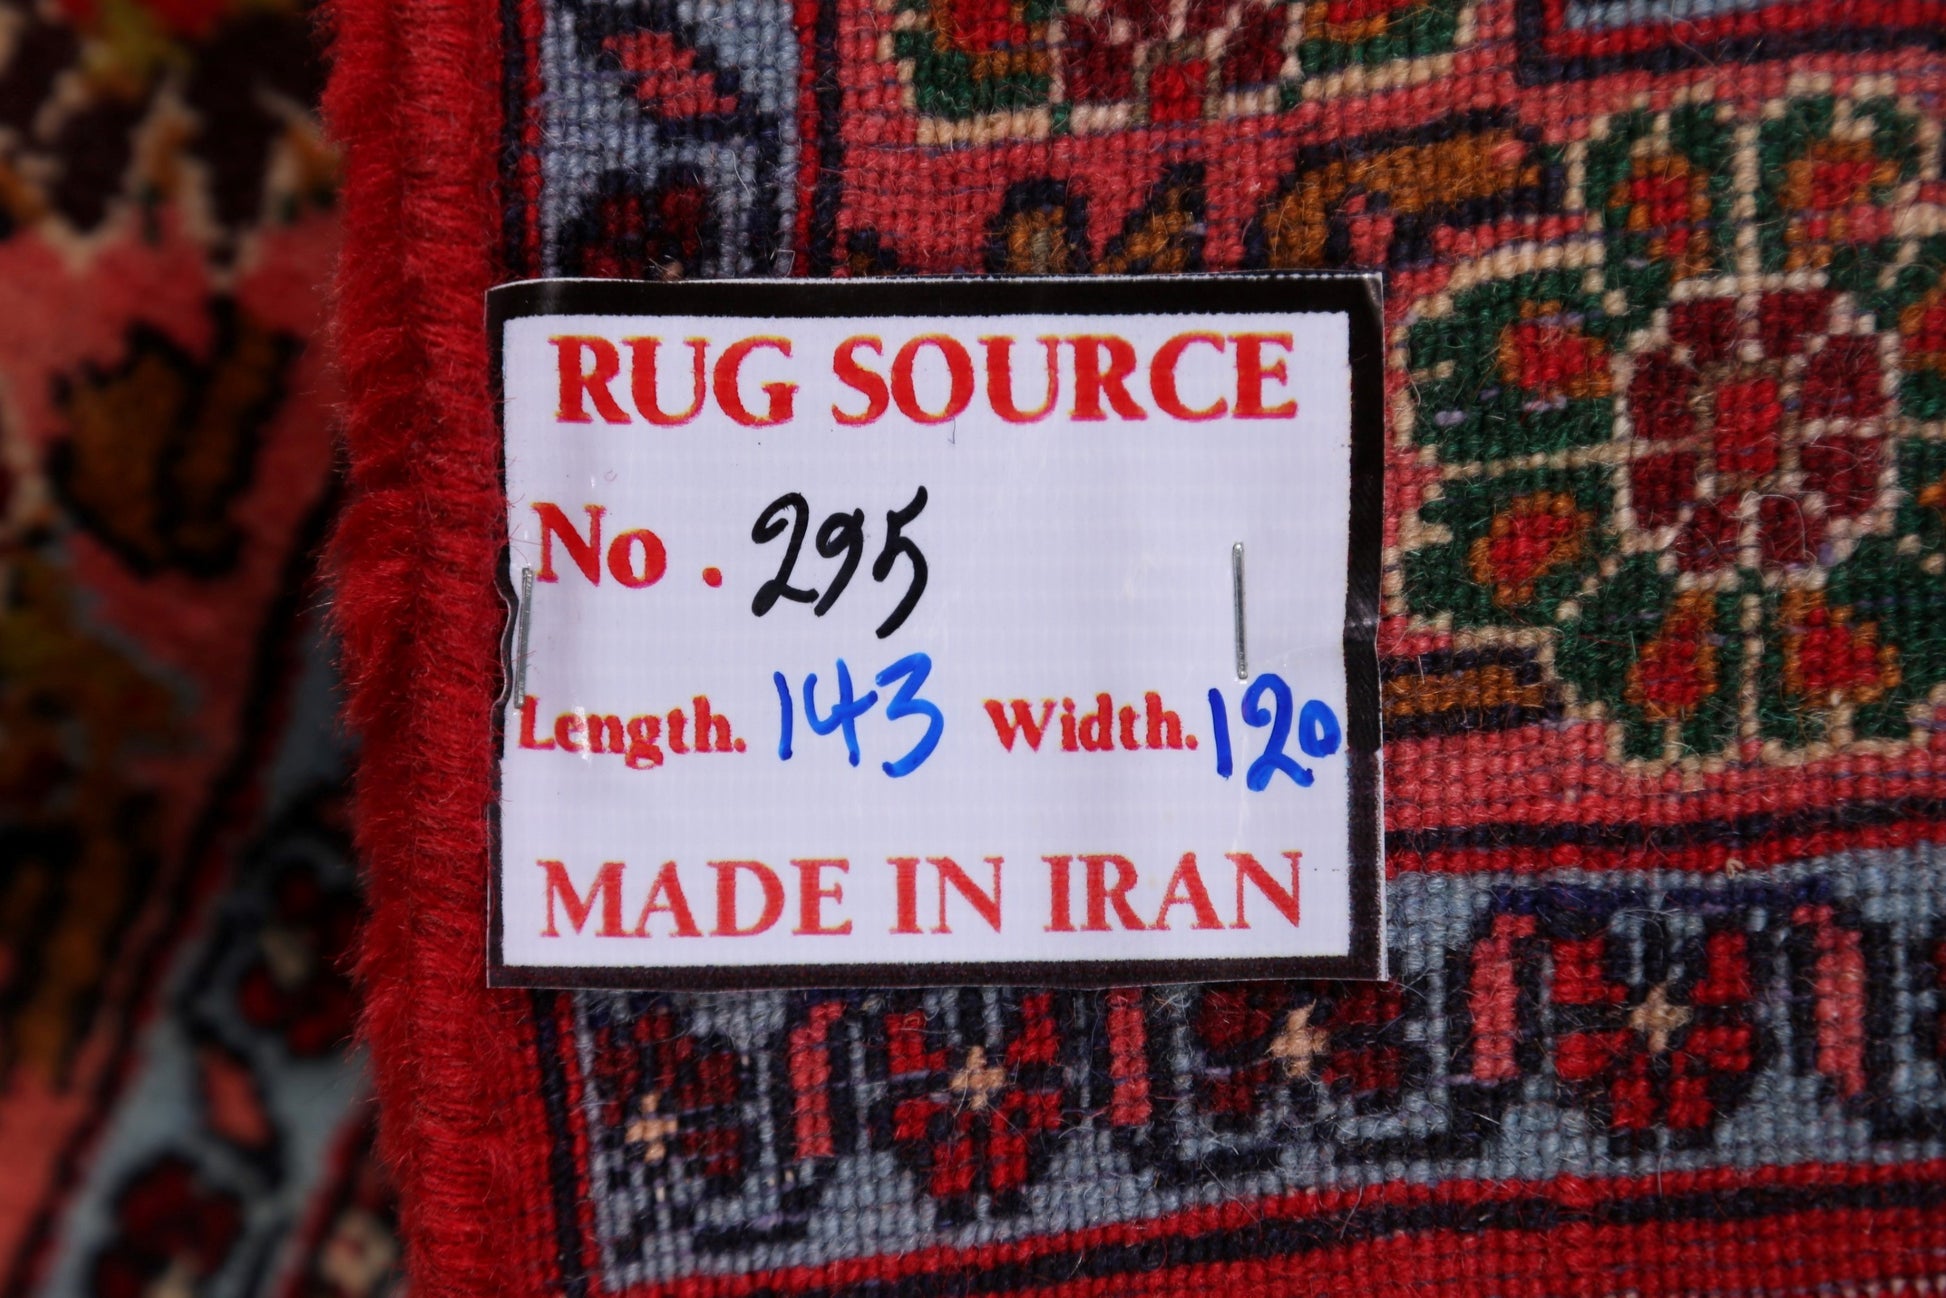 RUG SOURCE
No. 295
Length. 143 Width. 120
MADE IN IRAN